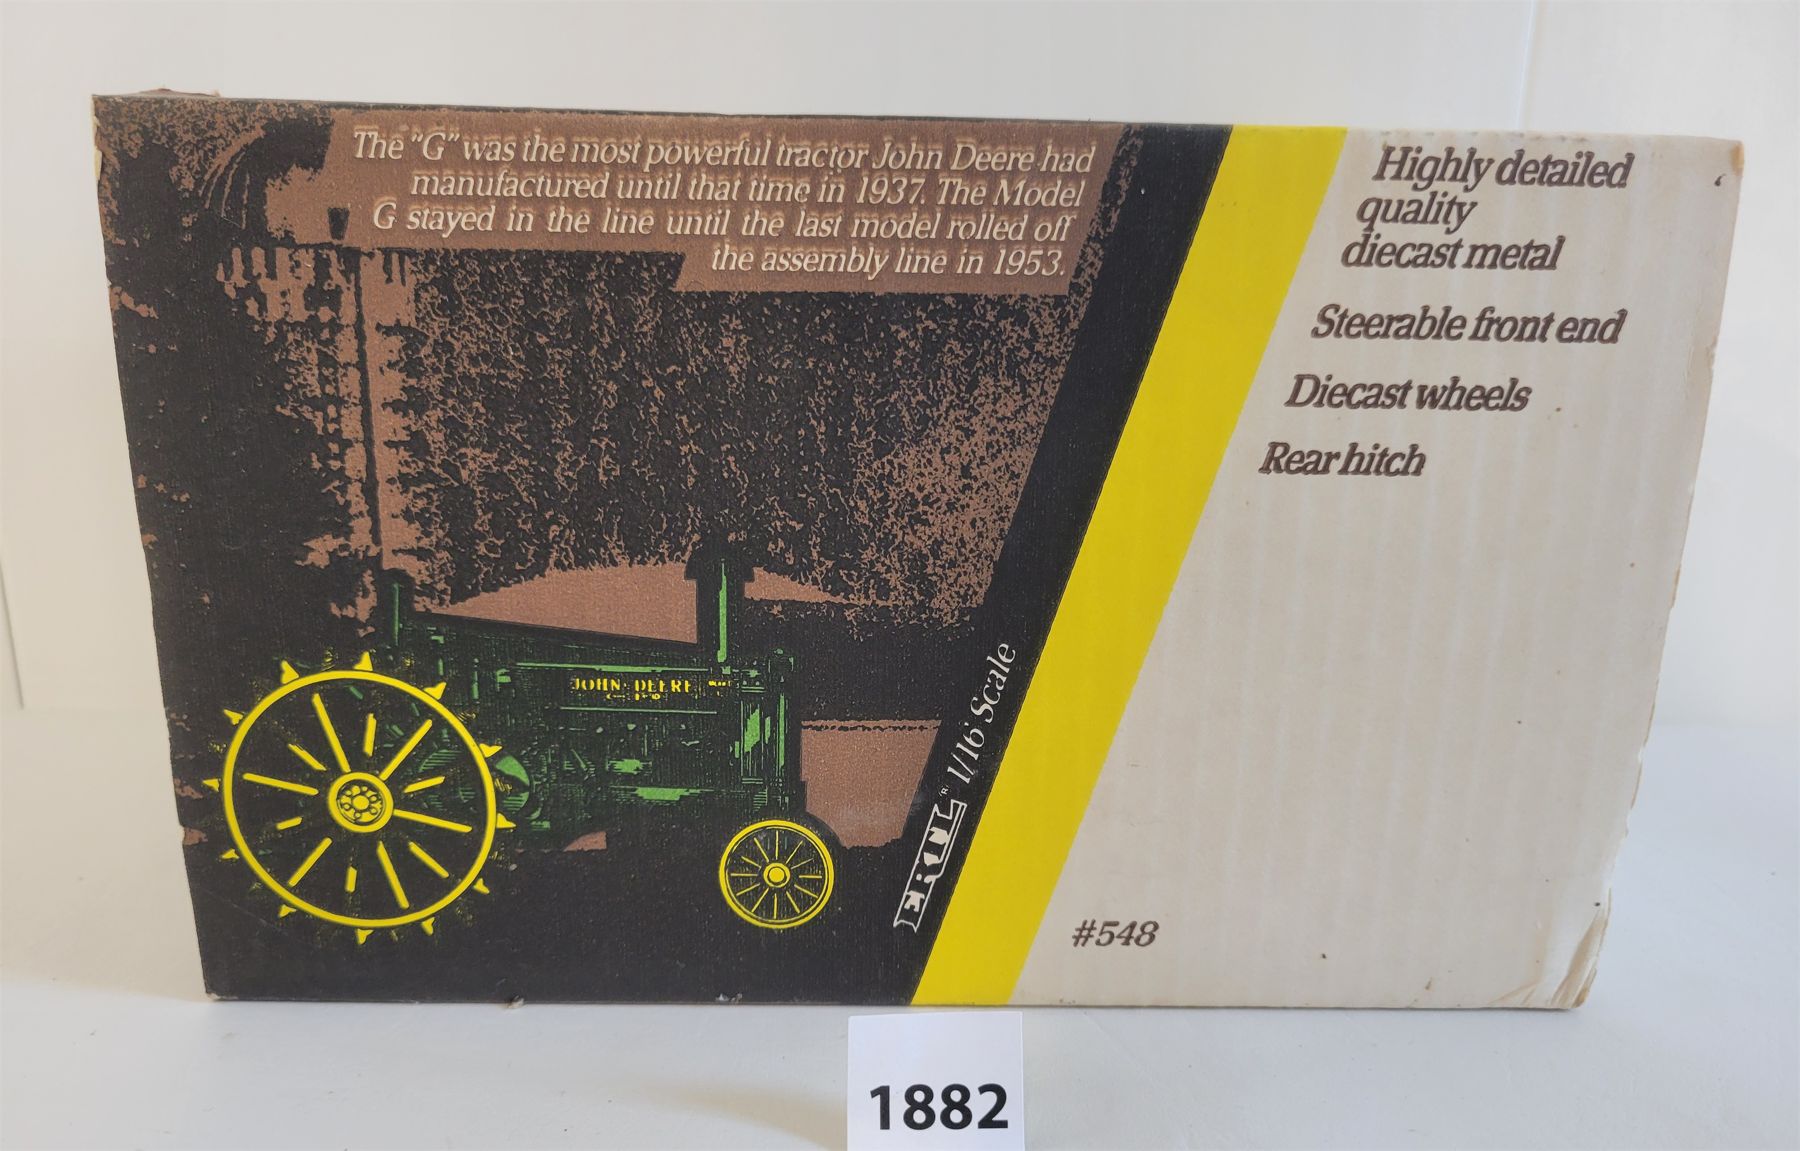 The "G" was the most powerful tractor John Deere had
manufactured until that time in 1937. The Model
G stayed in the line until the last model rolled off
the assembly line in 1953.
Highly detailed
quality
diecast metal
Steerable front end
Diecast wheels
Rear hitch
JOHN DEERE
ERTL® 1/16 Scale
#548
1882